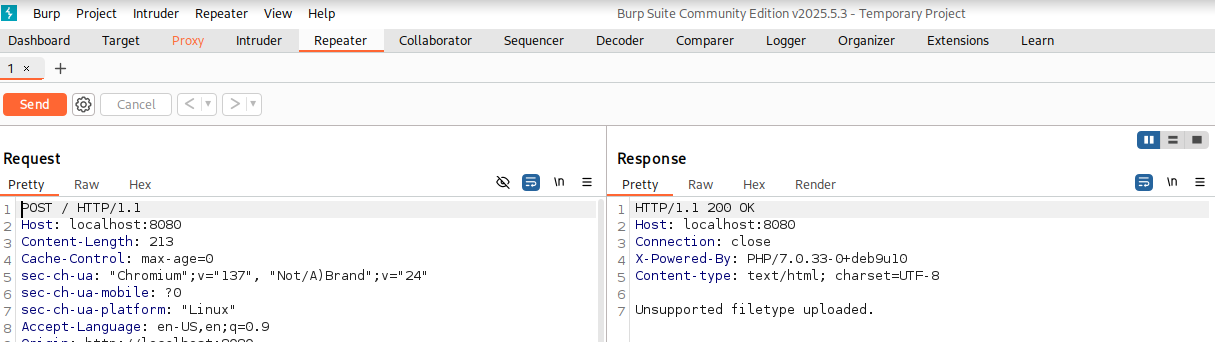 Burp Project Intruder Repeater View Help Burp Suite Community Edition v2025.5.3 - Temporary Project
Dashboard Target Proxy Intruder Repeater Collaborator Sequencer Decoder Comparer Logger Organizer Extensions Learn
1 × +
Send Cancel < >
Request
Pretty Raw Hex \n
1 POST / HTTP/1.1
2 Host: localhost:8080
3 Content-Length: 213
4 Cache-Control: max-age=0
5 sec-ch-ua: "Chromium";v="137", "Not/A)Brand";v="24"
6 sec-ch-ua-mobile: ?0
7 sec-ch-ua-platform: "Linux"
8 Accept-Language: en-US,en;q=0.9
Origin: http://localhost:8080
Response
Pretty Raw Hex Render \n
1 HTTP/1.1 200 OK
2 Host: localhost:8080
3 Connection: close
4 X-Powered-By: PHP/7.0.33-0+deb9u10
5 Content-type: text/html; charset=UTF-8
6
7 Unsupported filetype uploaded.